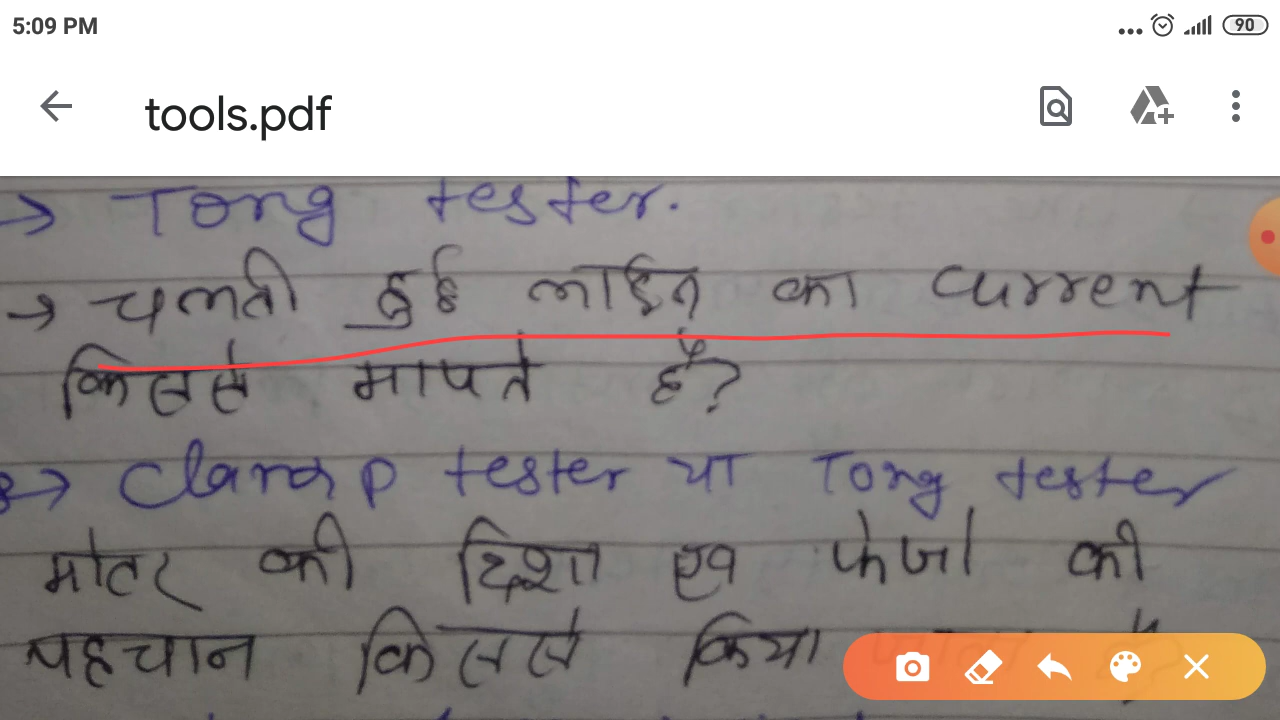 5:09 PM
90
tools.pdf
→ Tong tester.
→ चलती हुई लाईन का Current
किससे मापते हैं?
→ Clamp tester या Tong tester
मोटर की दिशा एव फेजो की
पहचान किससे किया